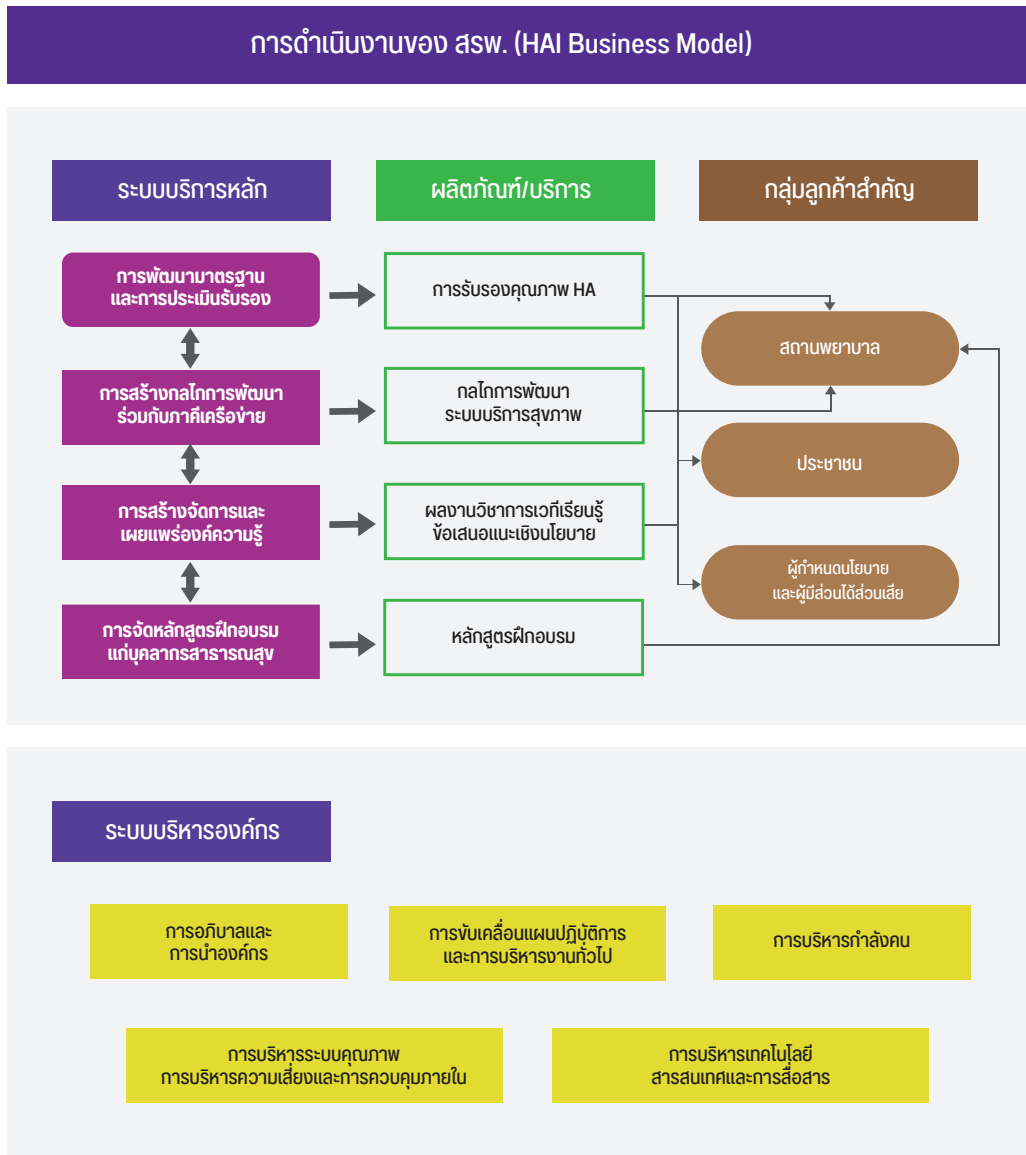 การดำเนินงานของ สรพ. (HAI Business Model)
ระบบบริการหลัก
ผลิตภัณฑ์/บริการ
กลุ่มลูกค้าสำคัญ
การพัฒนามาตรฐาน
และการประเมินรับรอง
การรับรองคุณภาพ HA
สถานพยาบาล
การสร้างกลไกการพัฒนา
ร่วมกับภาคีเครือข่าย
กลไกการพัฒนา
ระบบบริการสุขภาพ
ประชาชน
การสร้างจัดการและ
เผยแพร่องค์ความรู้
ผลงานวิชาการเวทีเรียนรู้
ข้อเสนอแนะเชิงนโยบาย
ผู้กำหนดนโยบาย
และผู้มีส่วนได้ส่วนเสีย
การจัดหลักสูตรฝึกอบรม
แก่บุคลากรสาธารณสุข
หลักสูตรฝึกอบรม
ระบบบริหารองค์กร
การอภิบาลและ
การนำองค์กร
การขับเคลื่อนแผนปฏิบัติการ
และการบริหารงานทั่วไป
การบริหารกำลังคน
การบริหารระบบคุณภาพ
การบริหารความเสี่ยงและการควบคุมภายใน
การบริหารเทคโนโลยี
สารสนเทศและการสื่อสาร